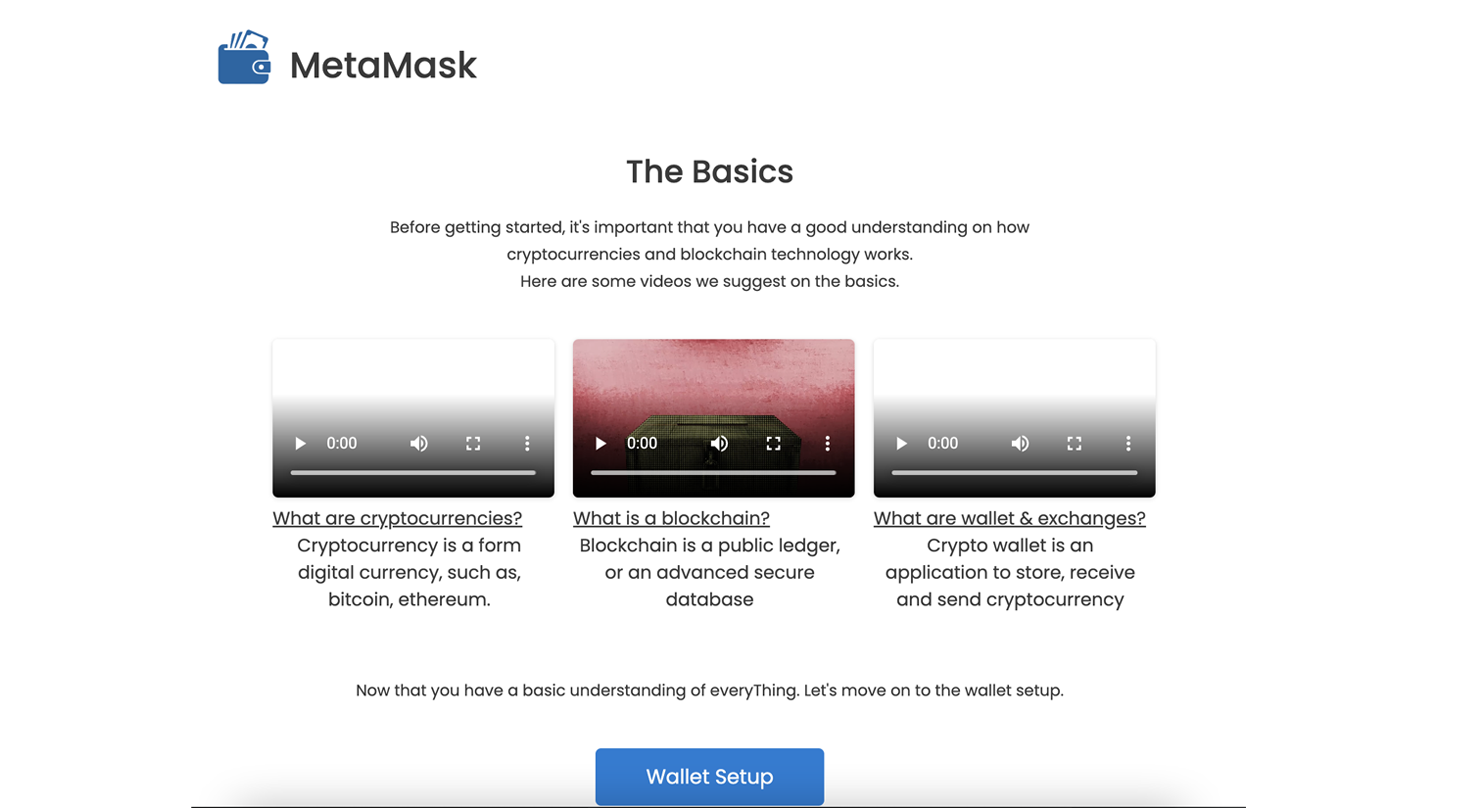 MetaMask
The Basics
Before getting started, it's important that you have a good understanding on how
cryptocurrencies and blockchain technology works.
Here are some videos we suggest on the basics.
0:00
0:00
0:00
What are cryptocurrencies?
Cryptocurrency is a form
digital currency, such as,
bitcoin, ethereum.
What is a blockchain?
Blockchain is a public ledger,
or an advanced secure
database
What are wallet & exchanges?
Crypto wallet is an
application to store, receive
and send cryptocurrency
Now that you have a basic understanding of everyThing. Let's move on to the wallet setup.
Wallet Setup